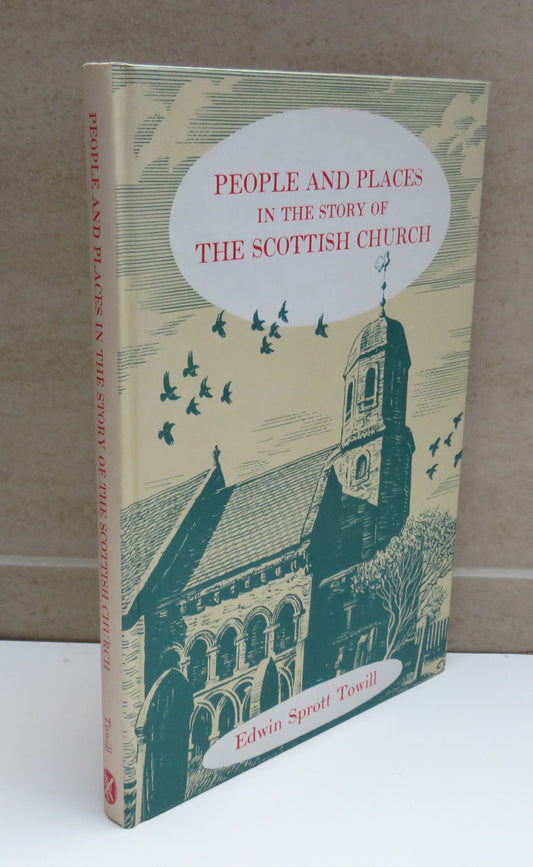 PEOPLE AND PLACES
IN THE STORY OF
THE SCOTTISH CHURCH
Edwin Sprott Towill
PEOPLE AND PLACES IN THE STORY OF THE SCOTTISH CHURCH
Towill